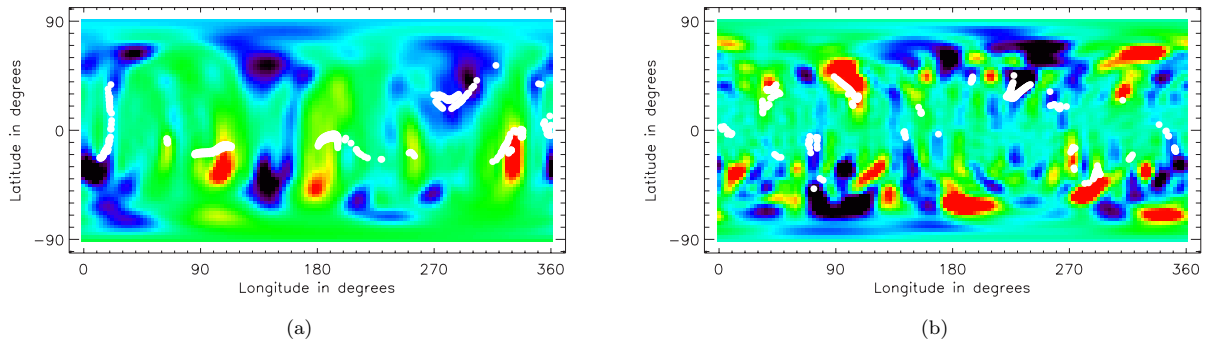 90
0
−90
Latitude in degrees
0 90 180 270 360
Longitude in degrees
(a)
90
0
−90
Latitude in degrees
0 90 180 270 360
Longitude in degrees
(b)